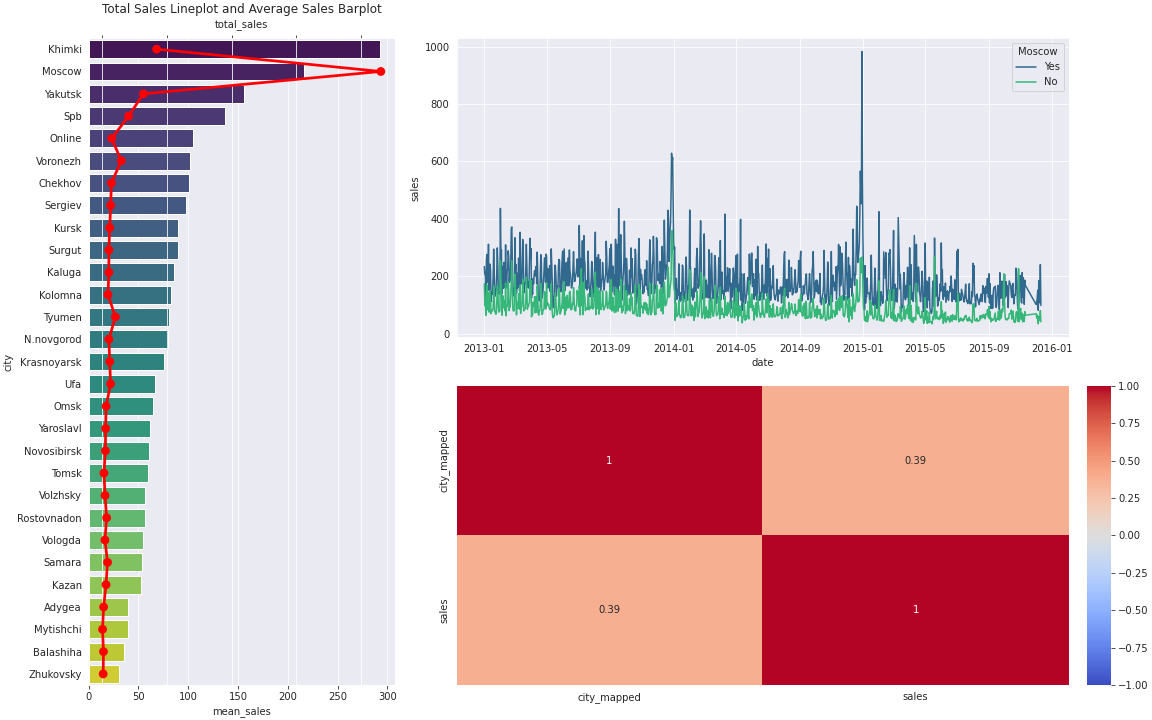 Total Sales Lineplot and Average Sales Barplot
total_sales
city
Khimki
Moscow
Yakutsk
Spb
Online
Voronezh
Chekhov
Sergiev
Kursk
Surgut
Kaluga
Kolomna
Tyumen
N.novgorod
Krasnoyarsk
Ufa
Omsk
Yaroslavl
Novosibirsk
Tomsk
Volzhsky
Rostovnadon
Vologda
Samara
Kazan
Adygea
Mytishchi
Balashiha
Zhukovsky
0 50 100 150 200 250 300
mean_sales
Moscow
Yes
No
sales
1000
800
600
400
200
0
2013-01 2013-05 2013-09 2014-01 2014-05 2014-09 2015-01 2015-05 2015-09 2016-01
date
city_mapped
1 0.39
sales
0.39 1
city_mapped sales
1.00
0.75
0.50
0.25
0.00
−0.25
−0.50
−0.75
−1.00